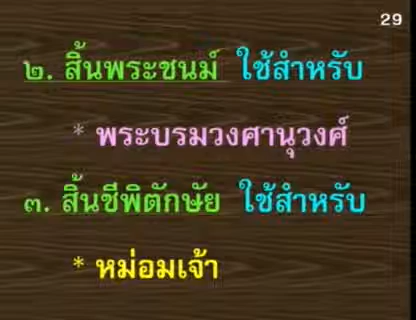 29
๒. สิ้นพระชนม์ ใช้สำหรับ
* พระบรมวงศานุวงศ์
๓. สิ้นชีพิตักษัย ใช้สำหรับ
* หม่อมเจ้า